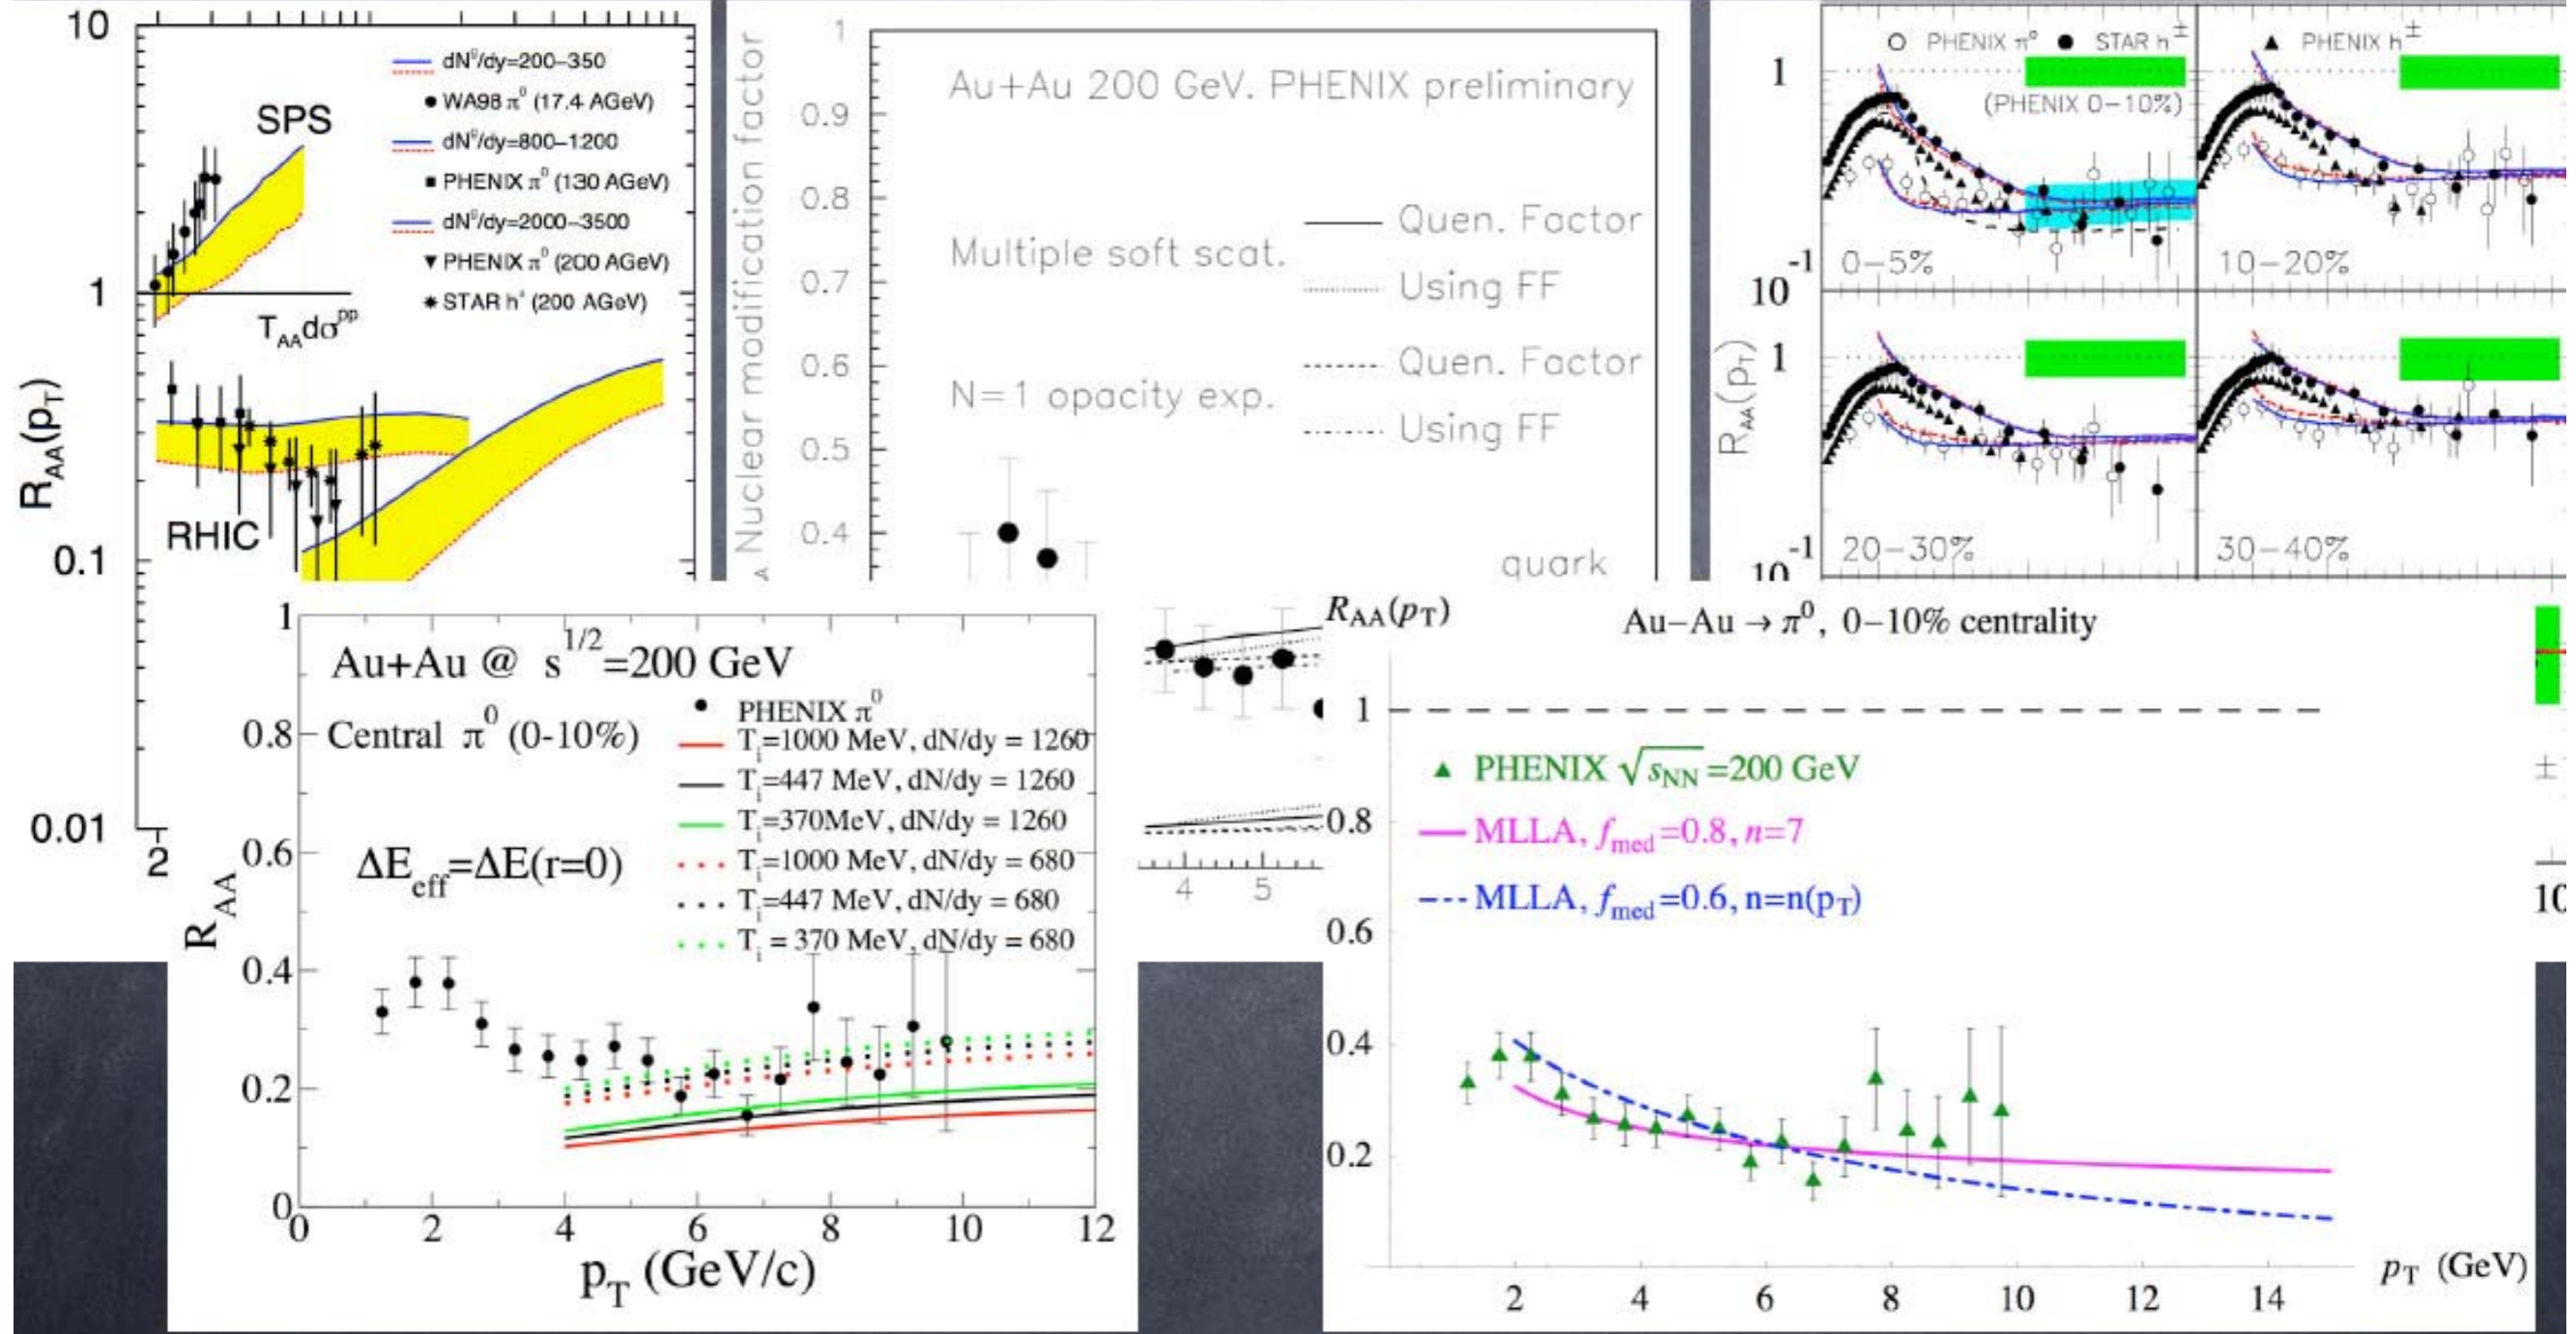 10
dNᵍ/dy=200–350
WA98 π⁰ (17.4 AGeV)
SPS
dNᵍ/dy=800–1200
PHENIX π⁰ (130 AGeV)
dNᵍ/dy=2000–3500
PHENIX π⁰ (200 AGeV)
1
STAR h± (200 AGeV)
T_AA dσ^pp
R_AA(p_T)
RHIC
0.1
0.01
2
Nuclear modification factor
1
Au+Au 200 GeV. PHENIX preliminary
0.9
0.8
Quen. Factor
Multiple soft scat.
0.7
Using FF
0.6
Quen. Factor
N=1 opacity exp.
0.5
Using FF
0.4
quark
4 5
PHENIX π⁰ STAR h± PHENIX h±
1
(PHENIX 0–10%)
0–5% 10–20%
10⁻¹
R_AA(p_T)
1
20–30% 30–40%
10⁻¹
±
10
1
Au+Au @ s^1/2=200 GeV
PHENIX π⁰
0.8
Central π⁰ (0-10%)
T_i=1000 MeV, dN/dy = 1260
T_i=447 MeV, dN/dy = 1260
T_i=370MeV, dN/dy = 1260
0.6
ΔE_eff=ΔE(r=0)
T_i=1000 MeV, dN/dy = 680
T_i=447 MeV, dN/dy = 680
T_i = 370 MeV, dN/dy = 680
R_AA
0.4
0.2
0
0 2 4 6 8 10 12
p_T (GeV/c)
R_AA(p_T)
Au−Au → π⁰, 0−10% centrality
1
PHENIX √s_NN=200 GeV
0.8
MLLA, f_med=0.8, n=7
MLLA, f_med=0.6, n=n(p_T)
0.6
0.4
0.2
2 4 6 8 10 12 14
p_T (GeV)